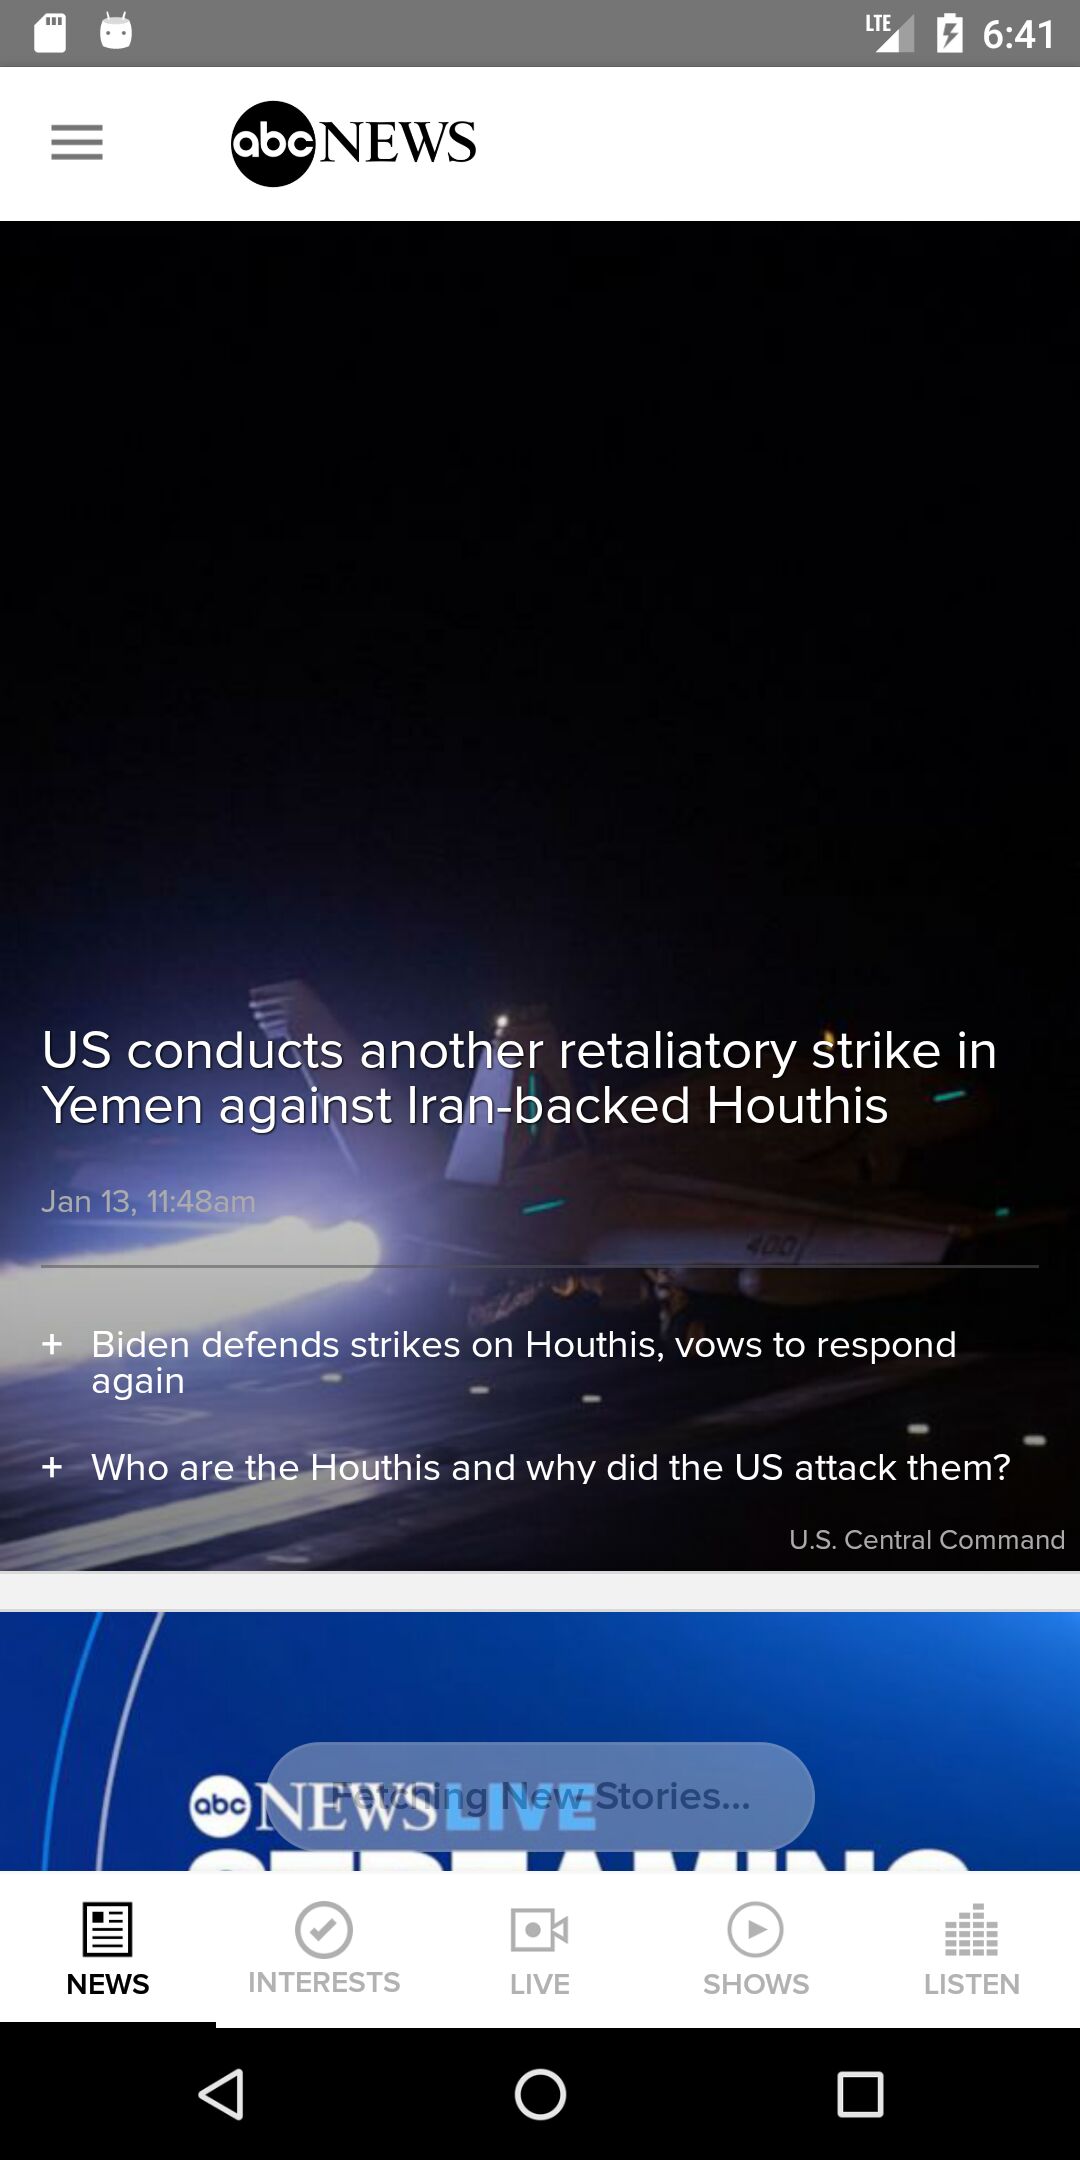 LTE 6:41
abc NEWS
US conducts another retaliatory strike in
Yemen against Iran-backed Houthis
Jan 13, 11:48am
400
+ Biden defends strikes on Houthis, vows to respond
again
+ Who are the Houthis and why did the US attack them?
U.S. Central Command
Fetching New Stories...
abc NEWS LIVE
STREAMING
NEWS
INTERESTS
LIVE
SHOWS
LISTEN